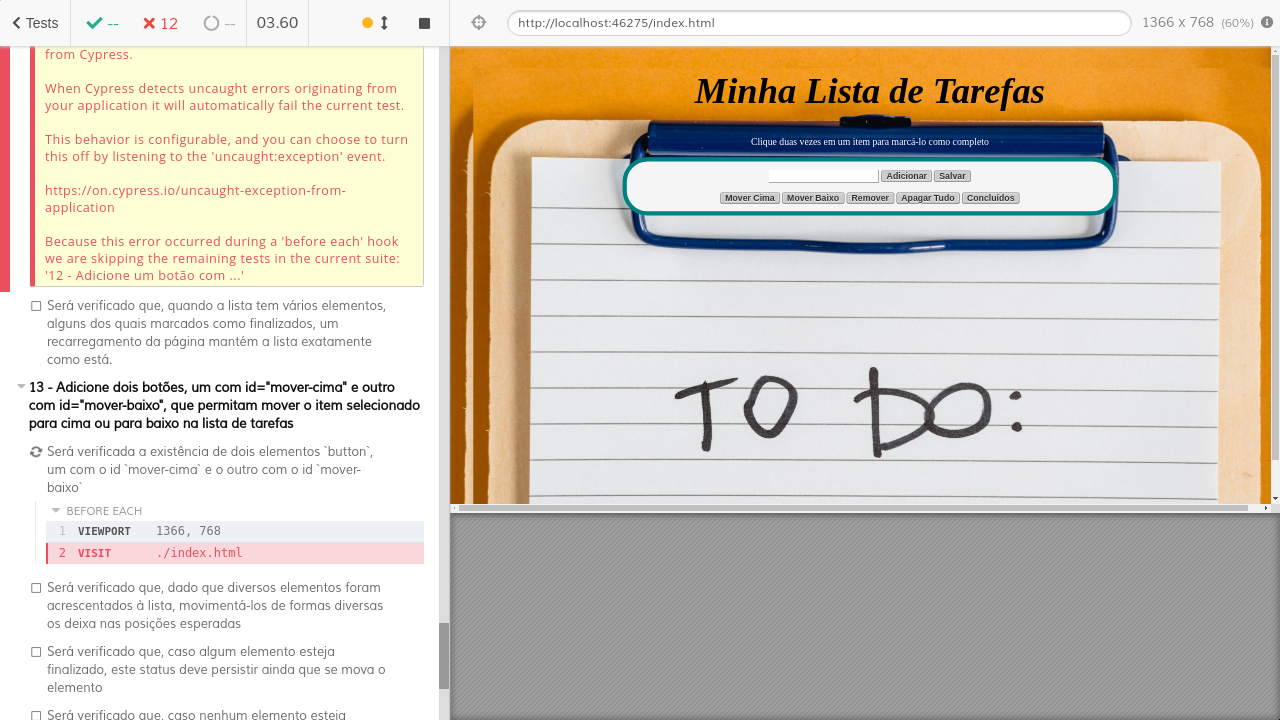 Tests
--
12
--
03.60
http://localhost:46275/index.html
1366 x 768 (60%)
from Cypress.
When Cypress detects uncaught errors originating from
your application it will automatically fail the current test.
This behavior is configurable, and you can choose to turn
this off by listening to the 'uncaught:exception' event.
https://on.cypress.io/uncaught-exception-from-
application
Because this error occurred during a 'before each' hook
we are skipping the remaining tests in the current suite:
'12 - Adicione um botão com ...'
Será verificado que, quando a lista tem vários elementos,
alguns dos quais marcados como finalizados, um
recarregamento da página mantém a lista exatamente
como está.
13 - Adicione dois botões, um com id="mover-cima" e outro
com id="mover-baixo", que permitam mover o item selecionado
para cima ou para baixo na lista de tarefas
Será verificada a existência de dois elementos `button`,
um com o id `mover-cima` e o outro com o id `mover-
baixo`
BEFORE EACH
1 VIEWPORT 1366, 768
2 VISIT ./index.html
Será verificado que, dado que diversos elementos foram
acrescentados à lista, movimentá-los de formas diversas
os deixa nas posições esperadas
Será verificado que, caso algum elemento esteja
finalizado, este status deve persistir ainda que se mova o
elemento
Será verificado que, caso nenhum elemento esteja
Minha Lista de Tarefas
Clique duas vezes em um item para marcá-lo como completo
Adicionar Salvar
Mover Cima Mover Baixo Remover Apagar Tudo Concluídos
TO DO: